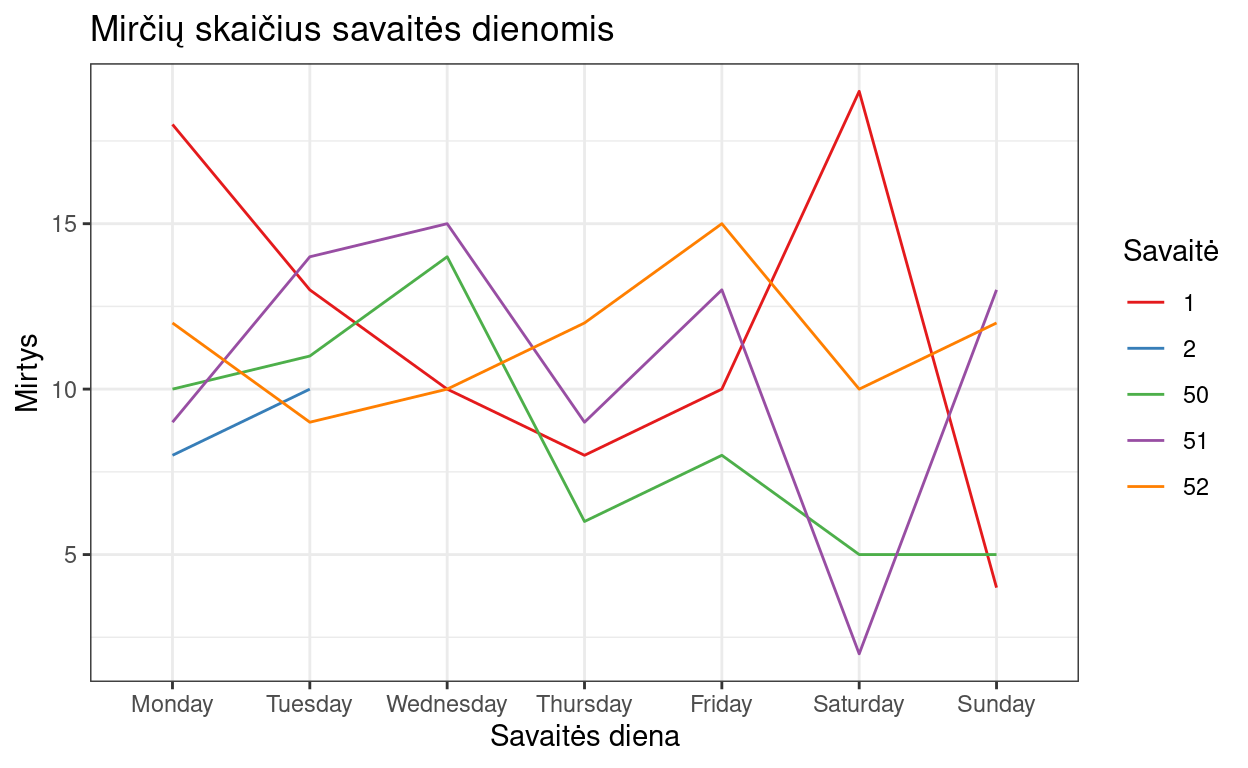 Mirčių skaičius savaitės dienomis
Mirtys
15
10
5
Monday Tuesday Wednesday Thursday Friday Saturday Sunday
Savaitės diena
Savaitė
1
2
50
51
52